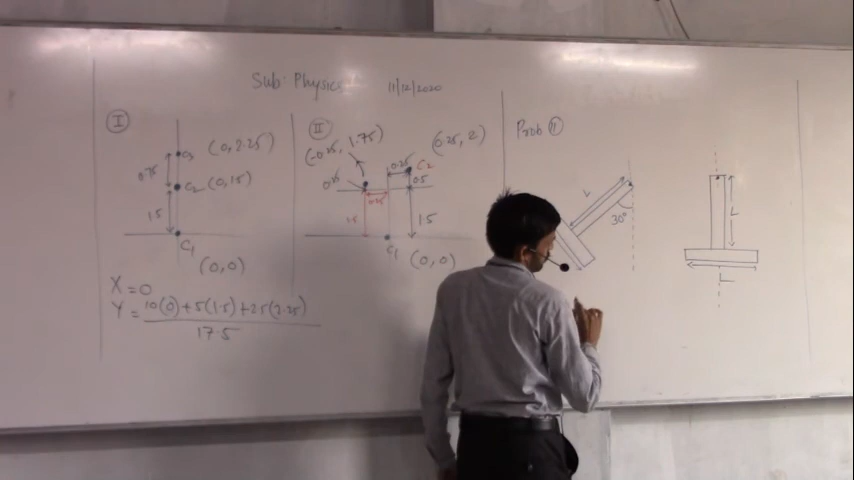 Sub: Physics 11/12/2020
I
C3 (0,2.25)
0.75
C2 (0,1.5)
1.5
C1
(0,0)
X=0
Y= 10(0)+5(1.5)+25(2.25)
17.5
II
(-0.25, 1.75)
(0.25, 2)
0.25
C2
0.5
0.25
1.5
C1 (0,0)
Prob II
L
30°
L
L